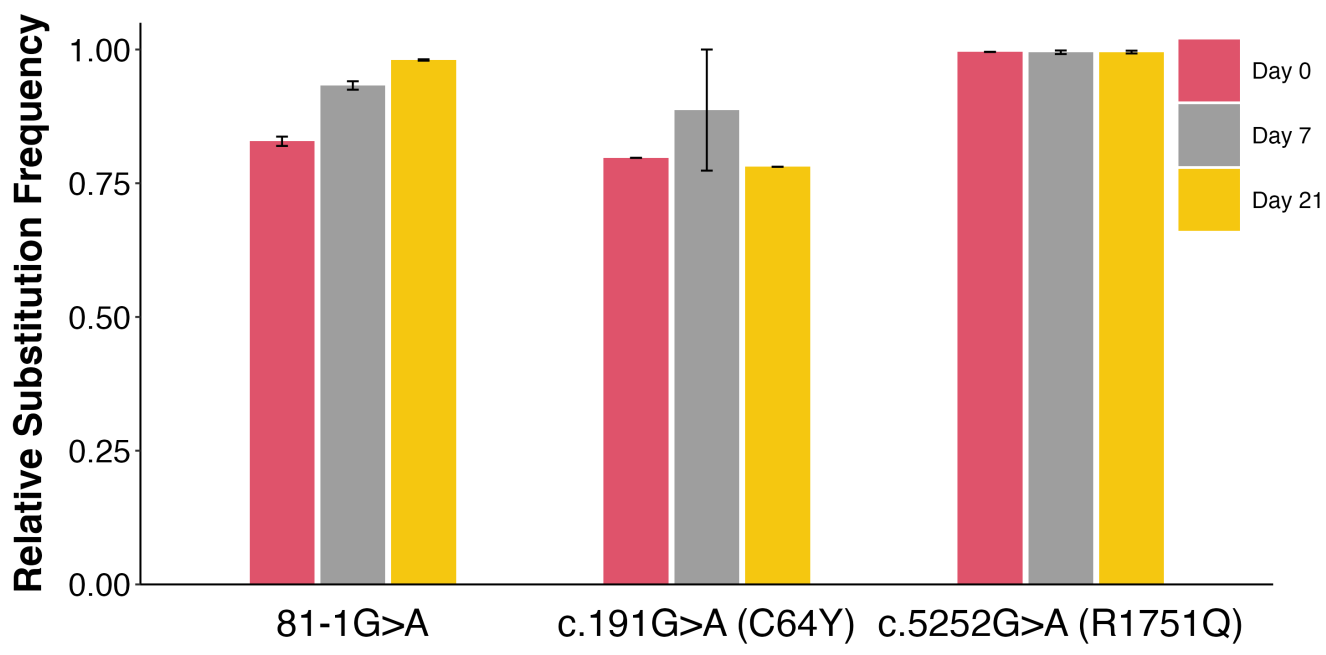 Relative Substitution Frequency
1.00
0.75
0.50
0.25
0.00
81-1G>A
c.191G>A (C64Y)
c.5252G>A (R1751Q)
Day 0
Day 7
Day 21